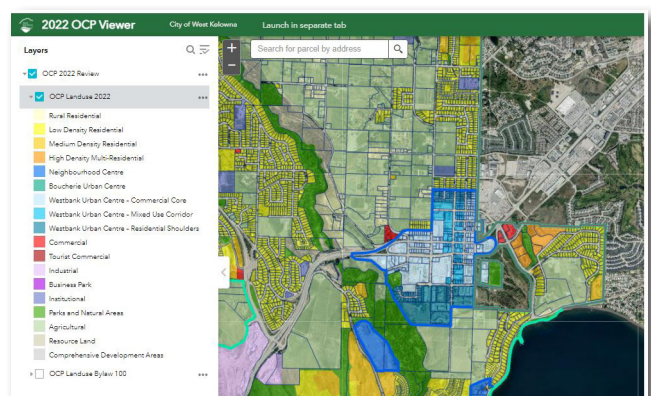 2022 OCP Viewer
City of West Kelowna
Launch in separate tab
Layers
Search for parcel by address
OCP 2022 Review
OCP Landuse 2022
Rural Residential
Low Density Residential
Medium Density Residential
High Density Multi-Residential
Neighbourhood Centre
Boucherie Urban Centre
Westbank Urban Centre - Commercial Core
Westbank Urban Centre - Mixed Use Corridor
Westbank Urban Centre - Residential Shoulders
Commercial
Tourist Commercial
Industrial
Business Park
Institutional
Parks and Natural Areas
Agricultural
Resource Land
Comprehensive Development Areas
OCP Landuse Bylaw 100